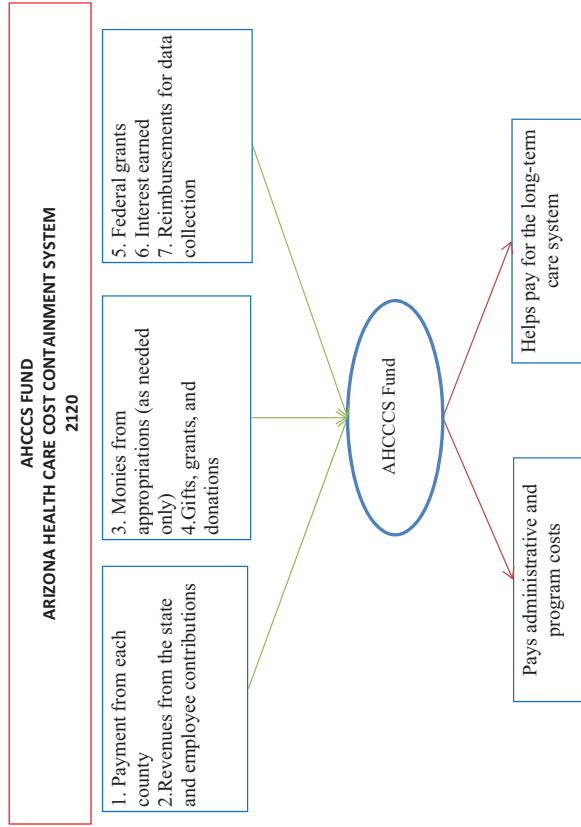 AHCCCS FUND
ARIZONA HEALTH CARE COST CONTAINMENT SYSTEM
2120
1. Payment from each
county
2.Revenues from the state
and employee contributions
3. Monies from
appropriations (as needed
only)
4.Gifts, grants, and
donations
5. Federal grants
6. Interest earned
7. Reimbursements for data
collection
AHCCCS Fund
Pays administrative and
program costs
Helps pay for the long-term
care system